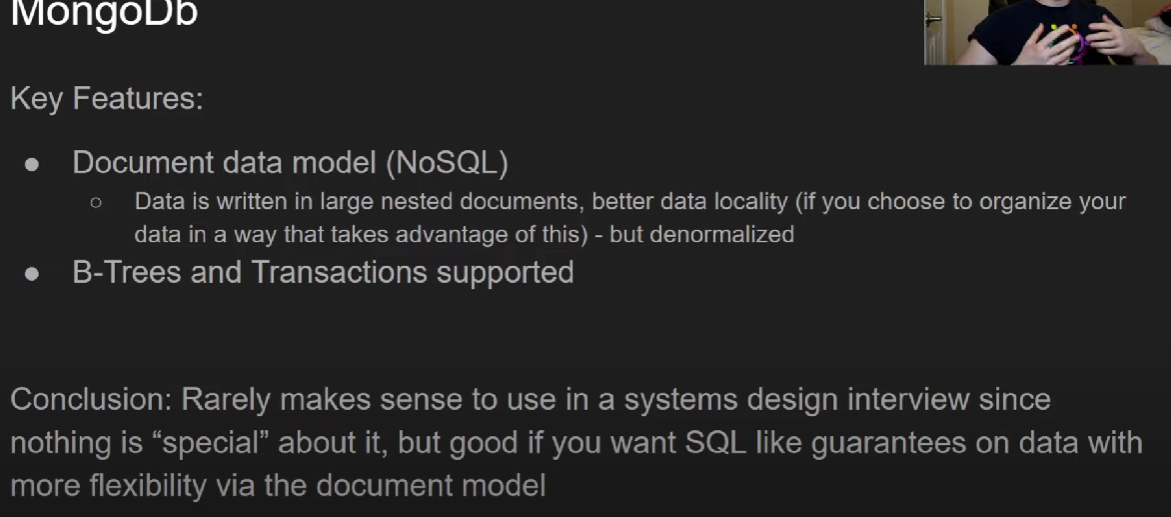 MongoDb
Key Features:
● Document data model (NoSQL)
○ Data is written in large nested documents, better data locality (if you choose to organize your
data in a way that takes advantage of this) - but denormalized
● B-Trees and Transactions supported
Conclusion: Rarely makes sense to use in a systems design interview since
nothing is “special” about it, but good if you want SQL like guarantees on data with
more flexibility via the document model